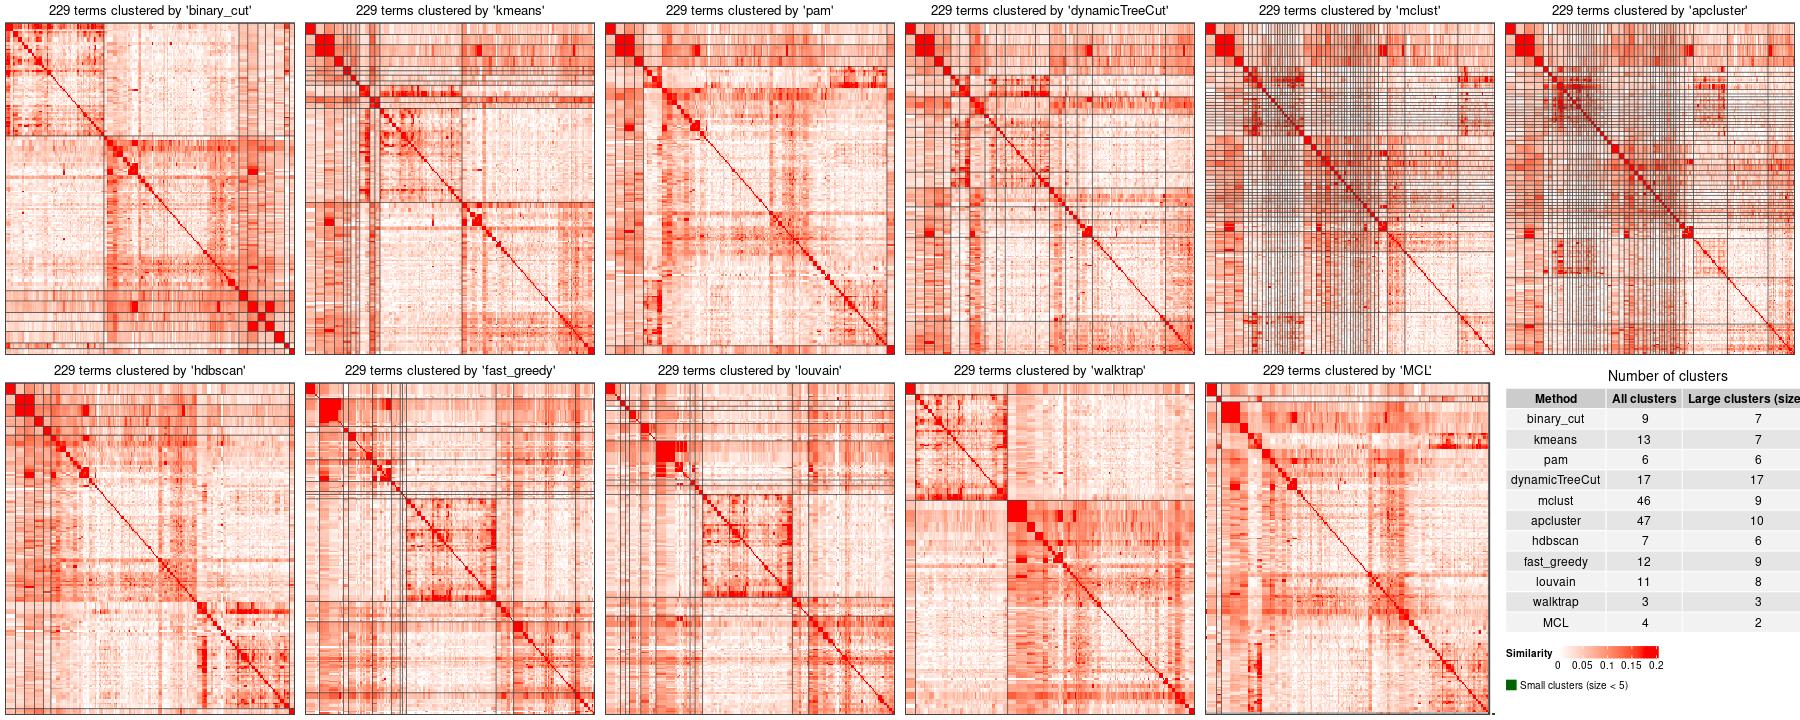 229 terms clustered by 'binary_cut'
229 terms clustered by 'kmeans'
229 terms clustered by 'pam'
229 terms clustered by 'dynamicTreeCut'
229 terms clustered by 'mclust'
229 terms clustered by 'apcluster'
229 terms clustered by 'hdbscan'
229 terms clustered by 'fast_greedy'
229 terms clustered by 'louvain'
229 terms clustered by 'walktrap'
229 terms clustered by 'MCL'
Number of clusters
Method All clusters Large clusters (size
binary_cut 9 7
kmeans 13 7
pam 6 6
dynamicTreeCut 17 17
mclust 46 9
apcluster 47 10
hdbscan 7 6
fast_greedy 12 9
louvain 11 8
walktrap 3 3
MCL 4 2
Similarity
0 0.05 0.1 0.15 0.2
Small clusters (size < 5)